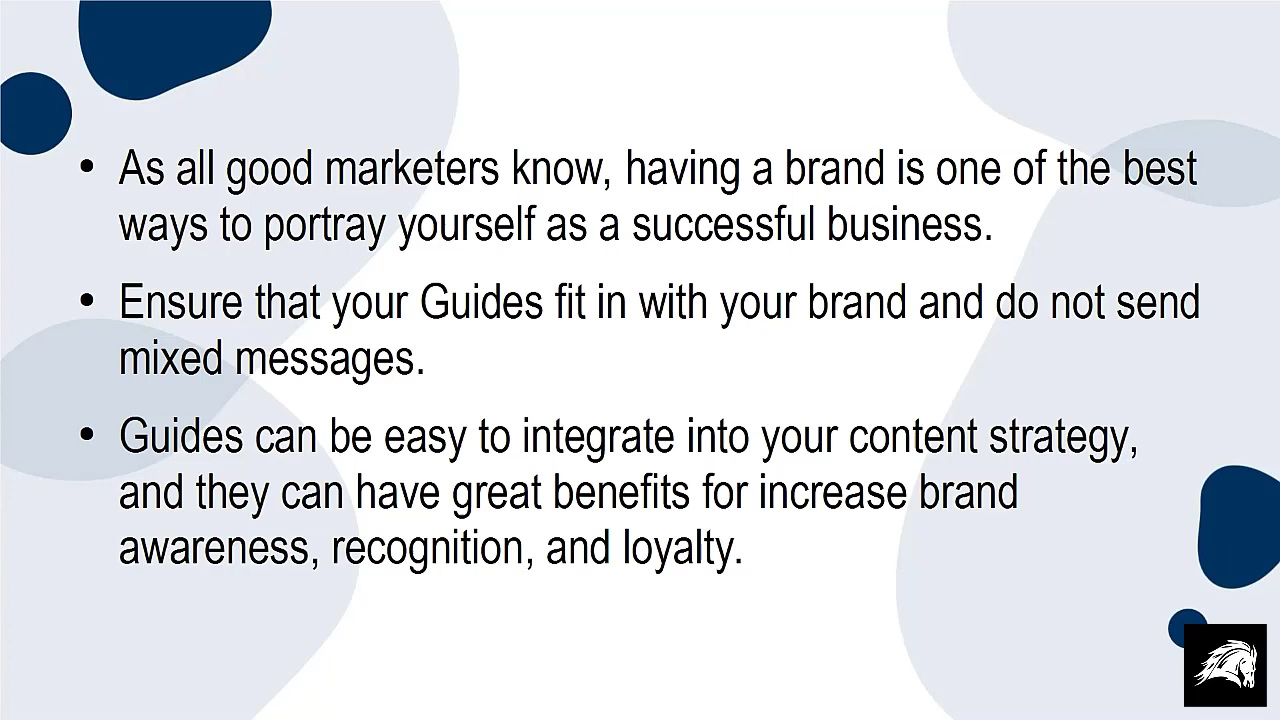 • As all good marketers know, having a brand is one of the best
ways to portray yourself as a successful business.
• Ensure that your Guides fit in with your brand and do not send
mixed messages.
• Guides can be easy to integrate into your content strategy,
and they can have great benefits for increase brand
awareness, recognition, and loyalty.